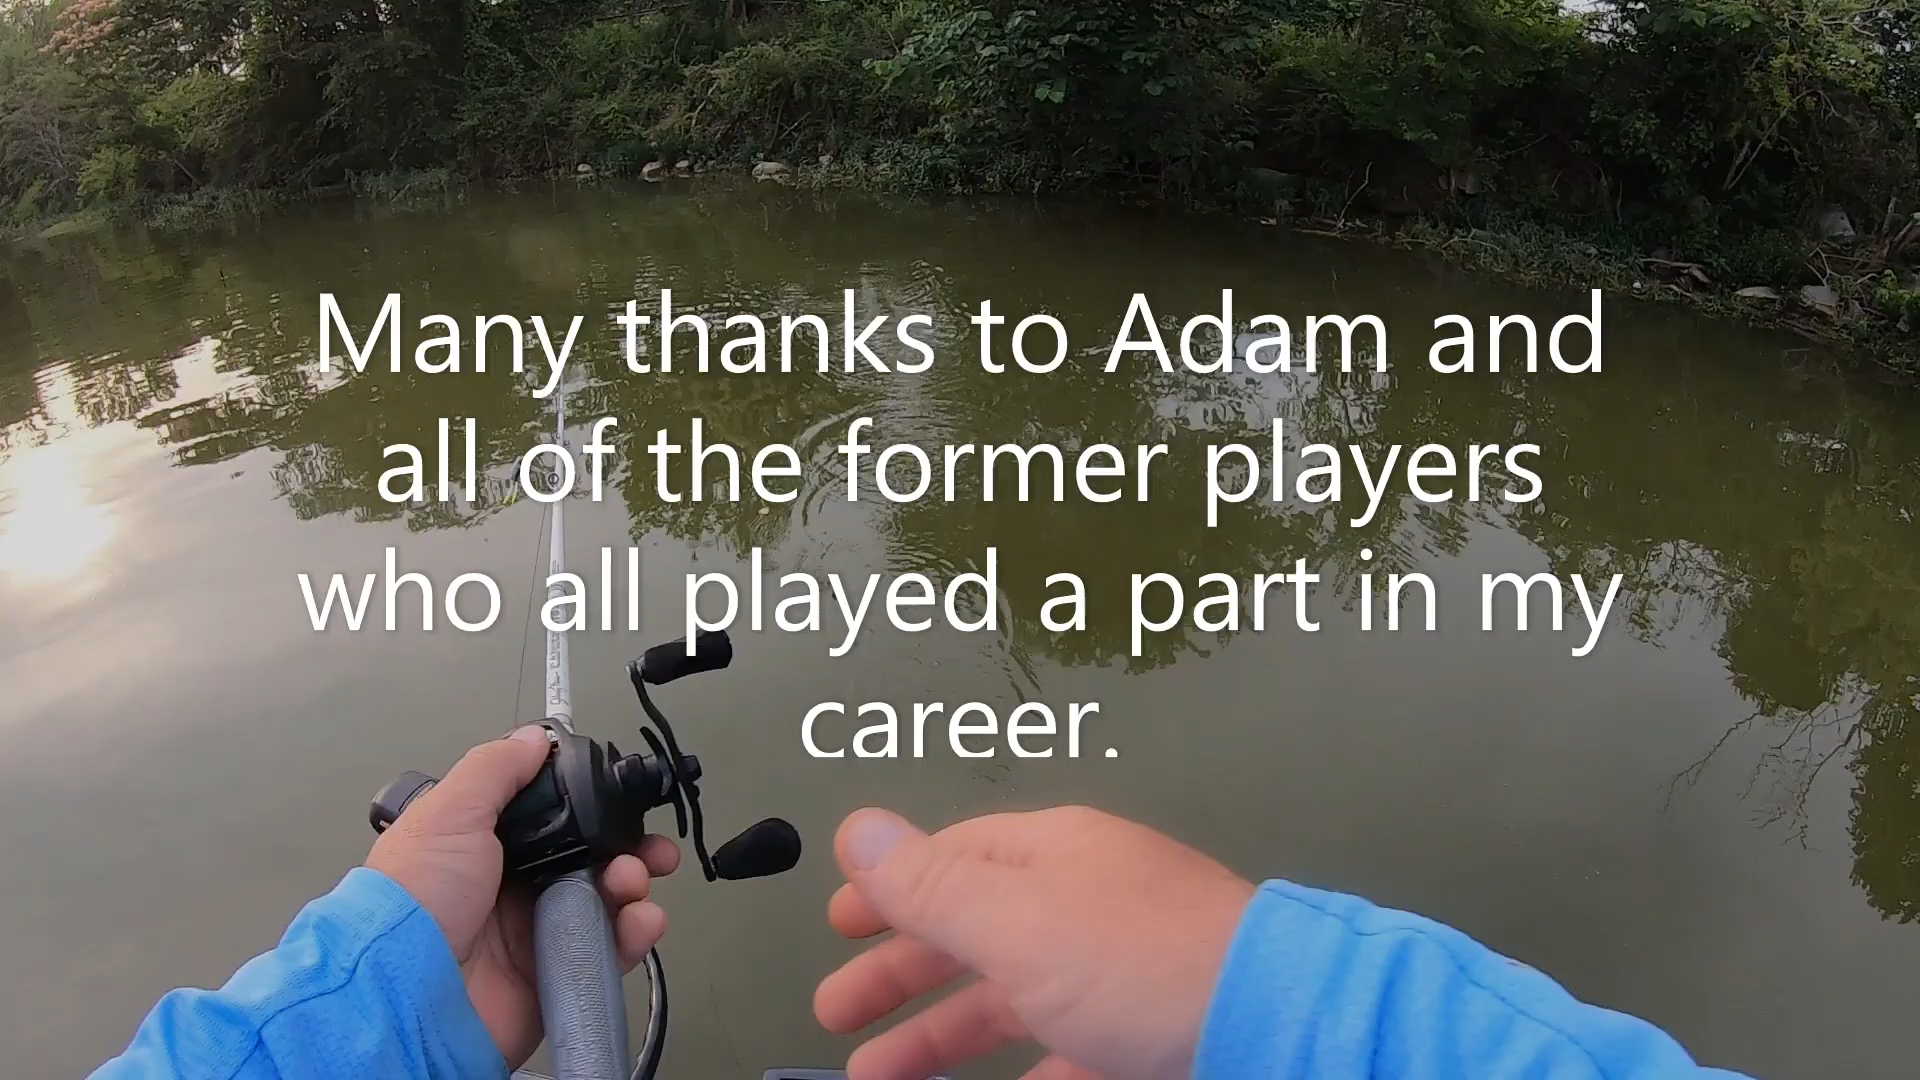 Many thanks to Adam and
all of the former players
who all played a part in my
career.